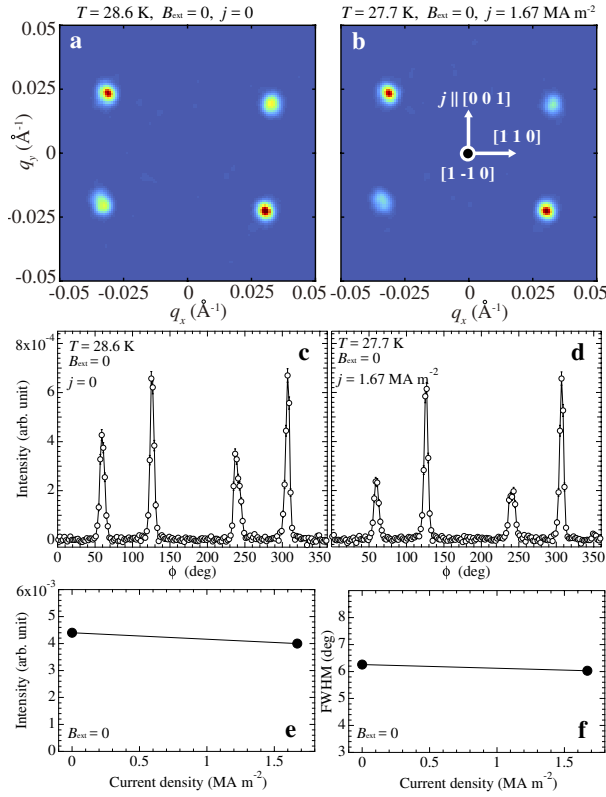 T = 28.6 K, Bext = 0, j = 0
T = 27.7 K, Bext = 0, j = 1.67 MA m-2
a
0.05
0.025
0
-0.025
-0.05
qy (Å-1)
-0.05 -0.025 0 0.025 0.05
qx (Å-1)
b
j || [0 0 1]
[1 1 0]
[1 -1 0]
-0.05 -0.025 0 0.025 0.05
qx (Å-1)
8x10-4
6
4
2
0
Intensity (arb. unit)
T = 28.6 K
Bext = 0
j = 0
c
0 50 100 150 200 250 300 350
ϕ (deg)
T = 27.7 K
Bext = 0
j = 1.67 MA m-2
d
50 100 150 200 250 300 350
ϕ (deg)
6x10-3
5
4
3
2
1
0
Intensity (arb. unit)
Bext = 0
e
0 0.5 1.0 1.5
Current density (MA m-2)
8
7
6
5
4
3
FWHM (deg)
Bext = 0
f
0 0.5 1.0 1.5
Current density (MA m-2)